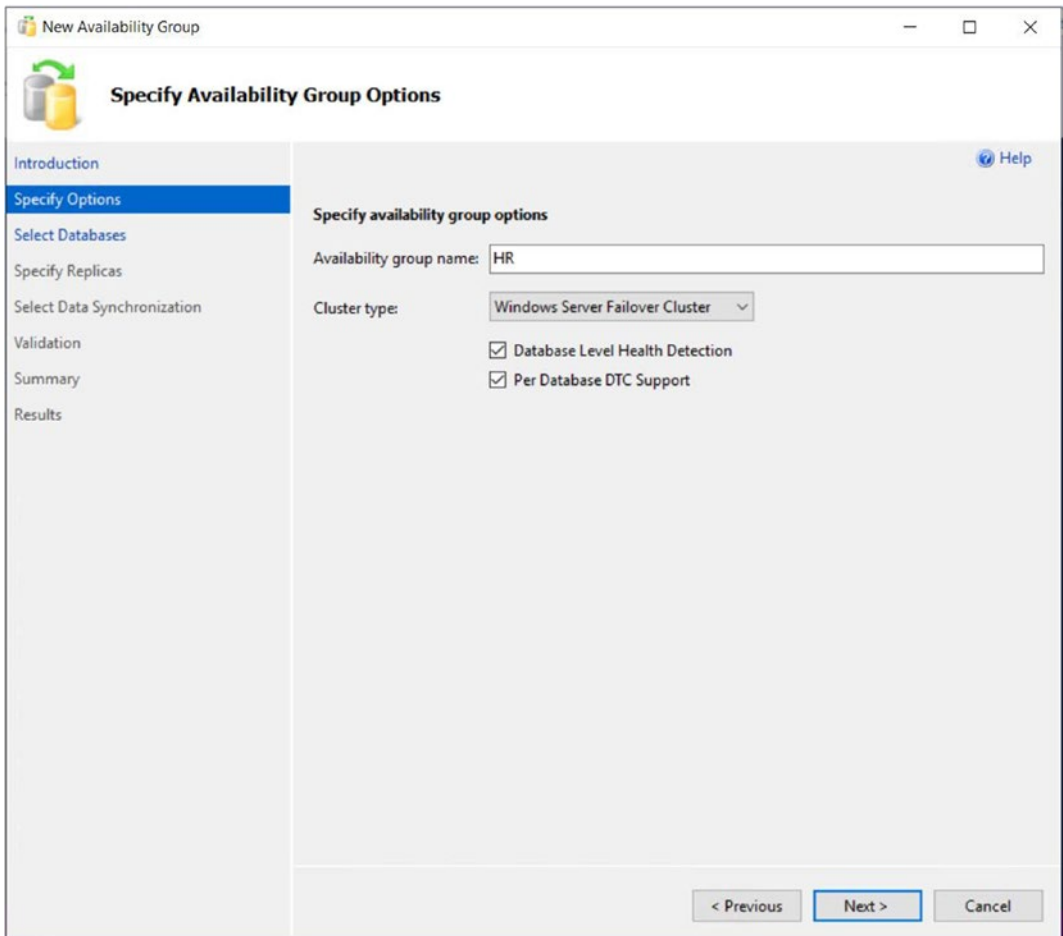 New Availability Group
Specify Availability Group Options
Introduction
Specify Options
Select Databases
Specify Replicas
Select Data Synchronization
Validation
Summary
Results
Help
Specify availability group options
Availability group name: HR
Cluster type: Windows Server Failover Cluster
Database Level Health Detection
Per Database DTC Support
< Previous Next > Cancel